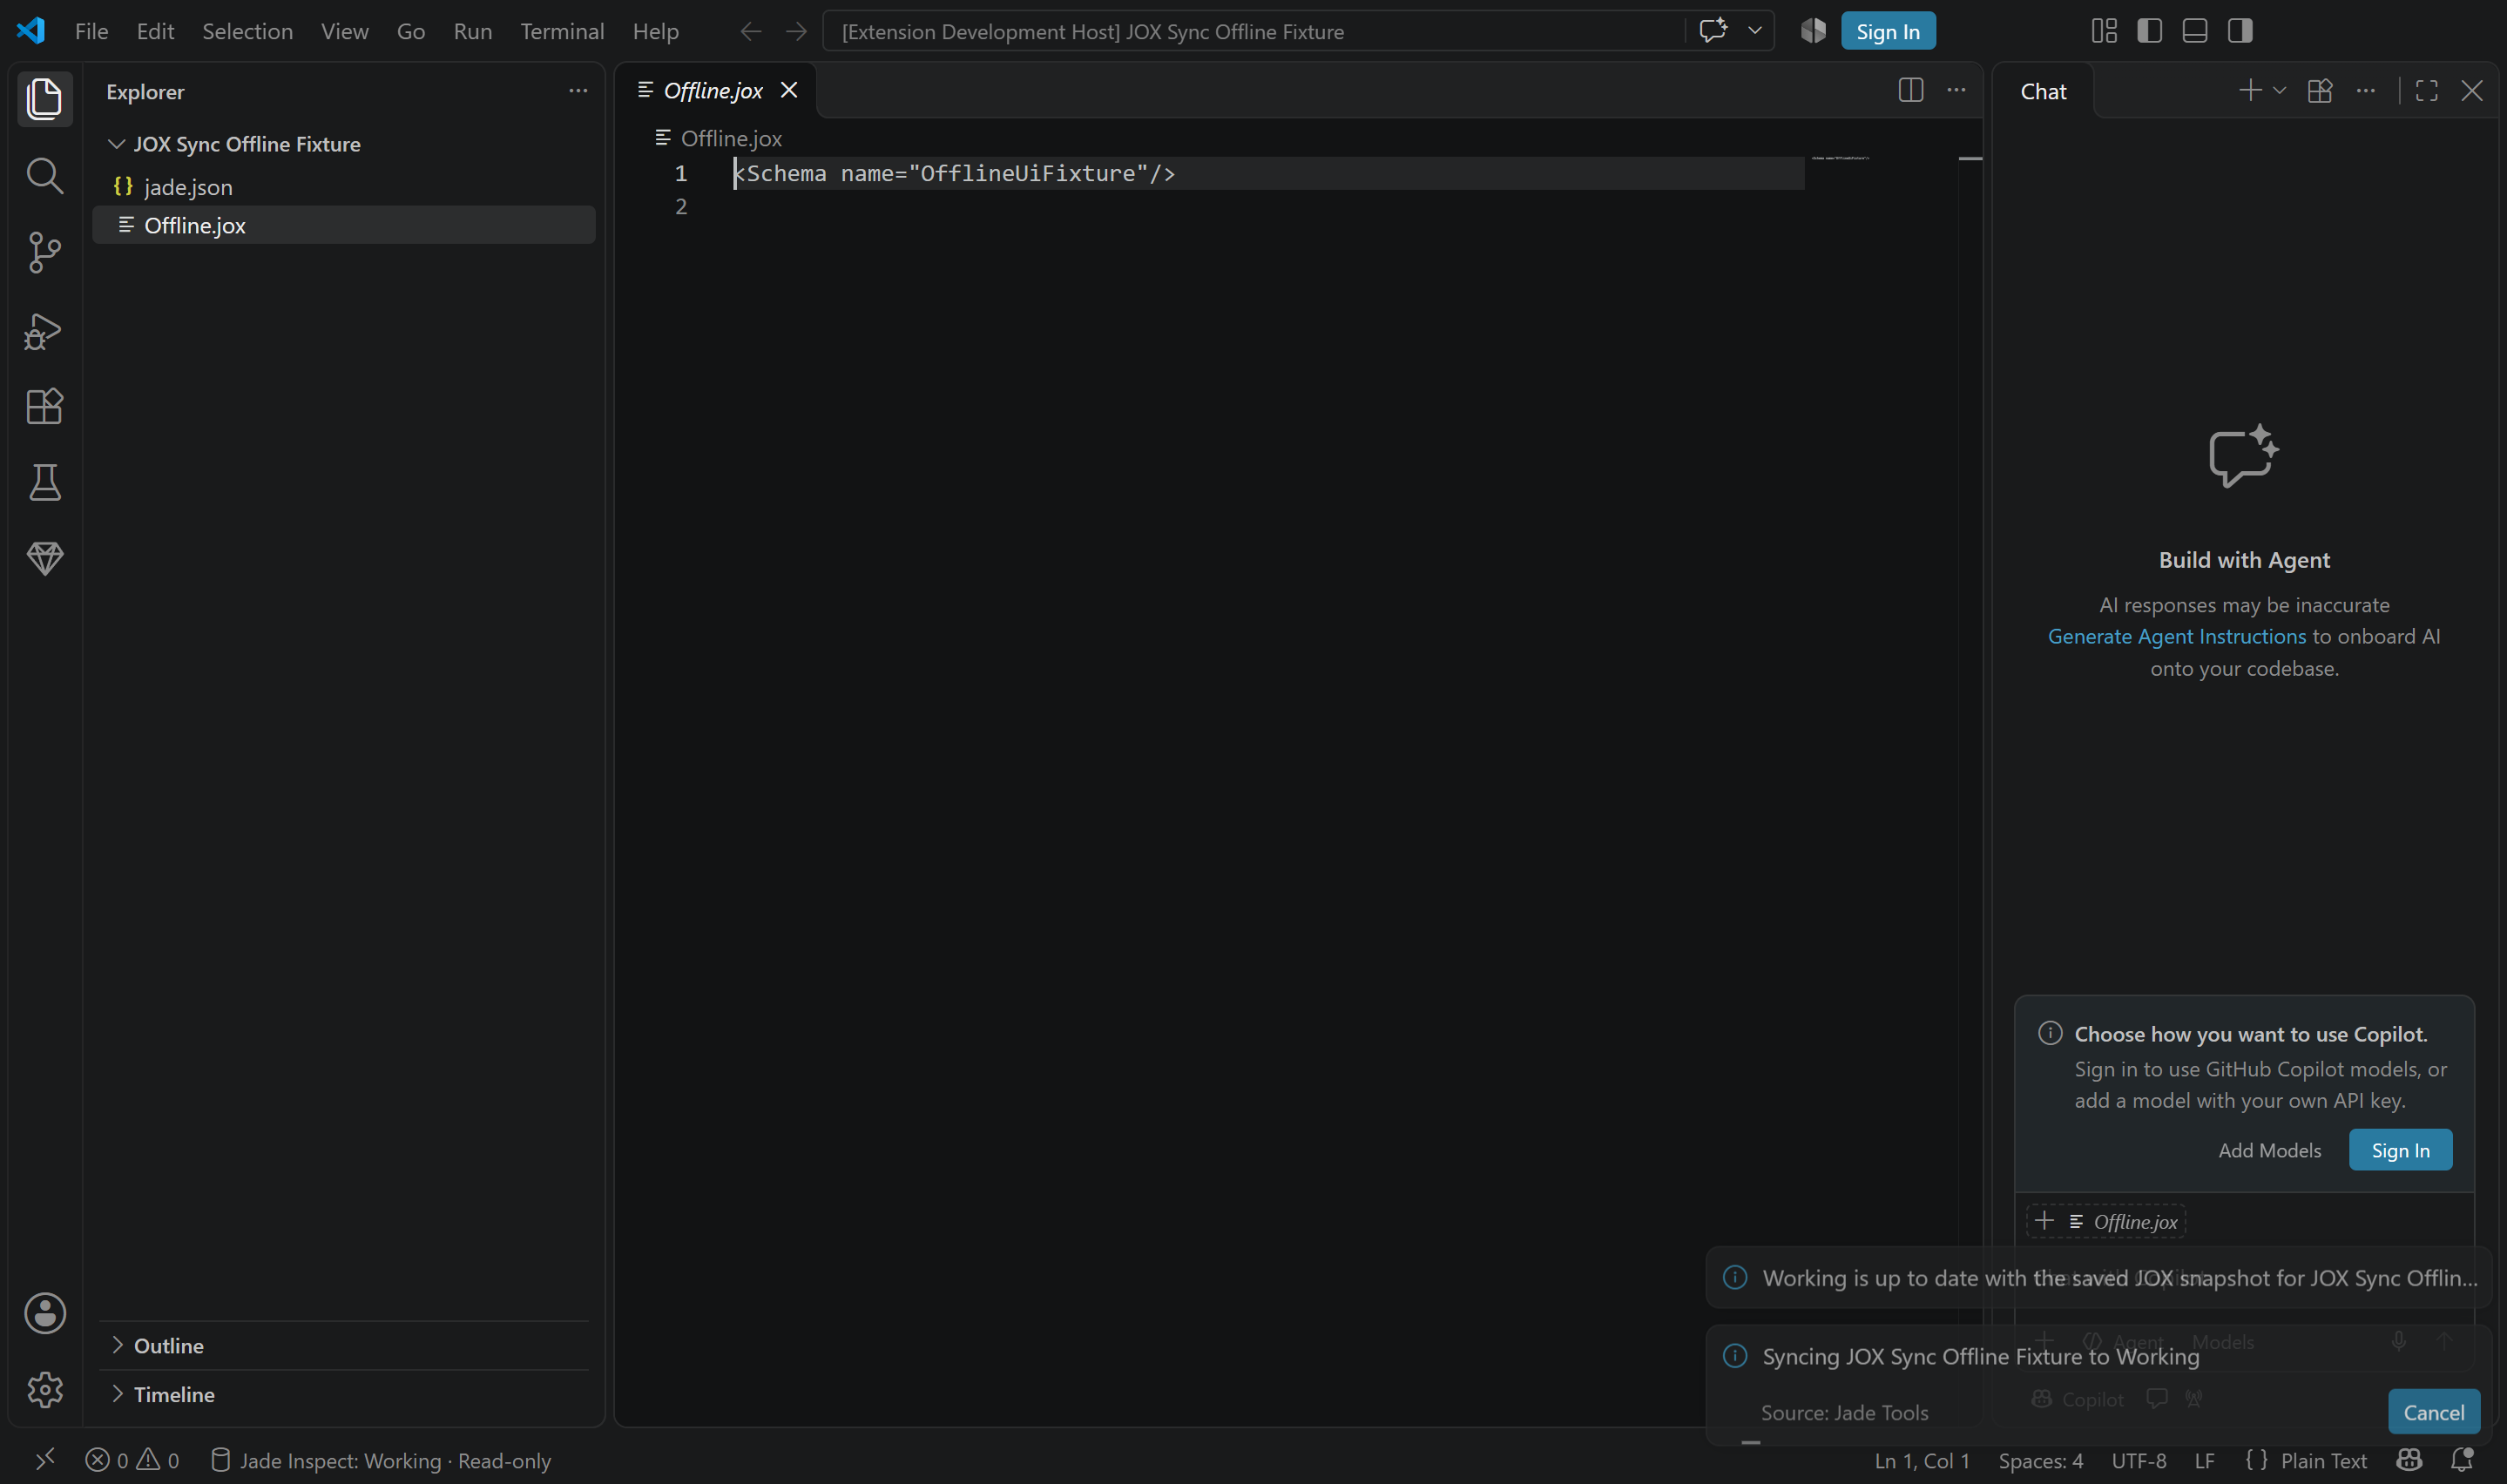 File Edit Selection View Go Run Terminal Help
[Extension Development Host] JOX Sync Offline Fixture
Sign In
Explorer
JOX Sync Offline Fixture
jade.json
Offline.jox
Outline
Timeline
Offline.jox
Offline.jox
1 <Schema name="OfflineUiFixture"/>
2
Chat
Build with Agent
AI responses may be inaccurate
Generate Agent Instructions to onboard AI
onto your codebase.
Choose how you want to use Copilot.
Sign in to use GitHub Copilot models, or
add a model with your own API key.
Add Models Sign In
Offline.jox
Working is up to date with the saved JOX snapshot for JOX Sync Offlin...
Agent Models
Syncing JOX Sync Offline Fixture to Working
Copilot
Source: Jade Tools
Cancel
0 0 Jade Inspect: Working · Read-only
Ln 1, Col 1 Spaces: 4 UTF-8 LF { } Plain Text